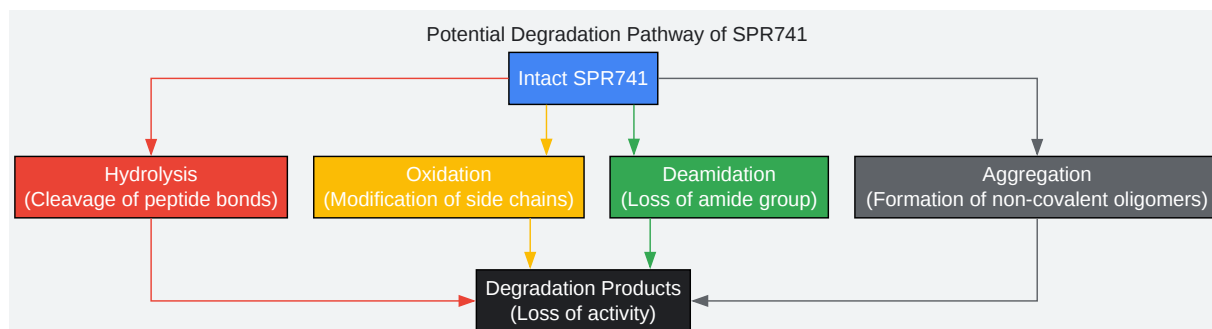 Potential Degradation Pathway of SPR741
Intact SPR741
Hydrolysis
(Cleavage of peptide bonds)
Oxidation
(Modification of side chains)
Deamidation
(Loss of amide group)
Aggregation
(Formation of non-covalent oligomers)
Degradation Products
(Loss of activity)